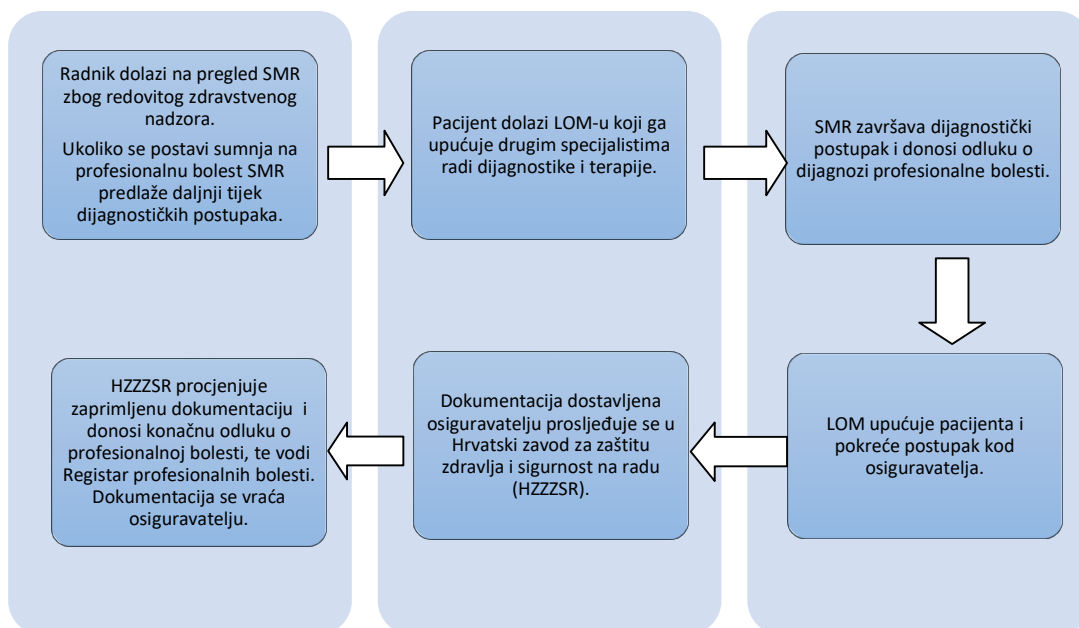 Radnik dolazi na pregled SMR
zbog redovitog zdravstvenog
nadzora.
Ukoliko se postavi sumnja na
profesionalnu bolest SMR
predlaže daljnji tijek
dijagnostičkih postupaka.
Pacijent dolazi LOM-u koji ga
upućuje drugim specijalistima
radi dijagnostike i terapije.
SMR završava dijagnostički
postupak i donosi odluku o
dijagnozi profesionalne bolesti.
LOM upućuje pacijenta i
pokreće postupak kod
osiguravatelja.
Dokumentacija dostavljena
osiguravatelju prosljeđuje se u
Hrvatski zavod za zaštitu
zdravlja i sigurnost na radu
(HZZZSR).
HZZZSR procjenjuje
zaprimljenu dokumentaciju i
donosi konačnu odluku o
profesionalnoj bolesti, te vodi
Registar profesionalnih bolesti.
Dokumentacija se vraća
osiguravatelju.